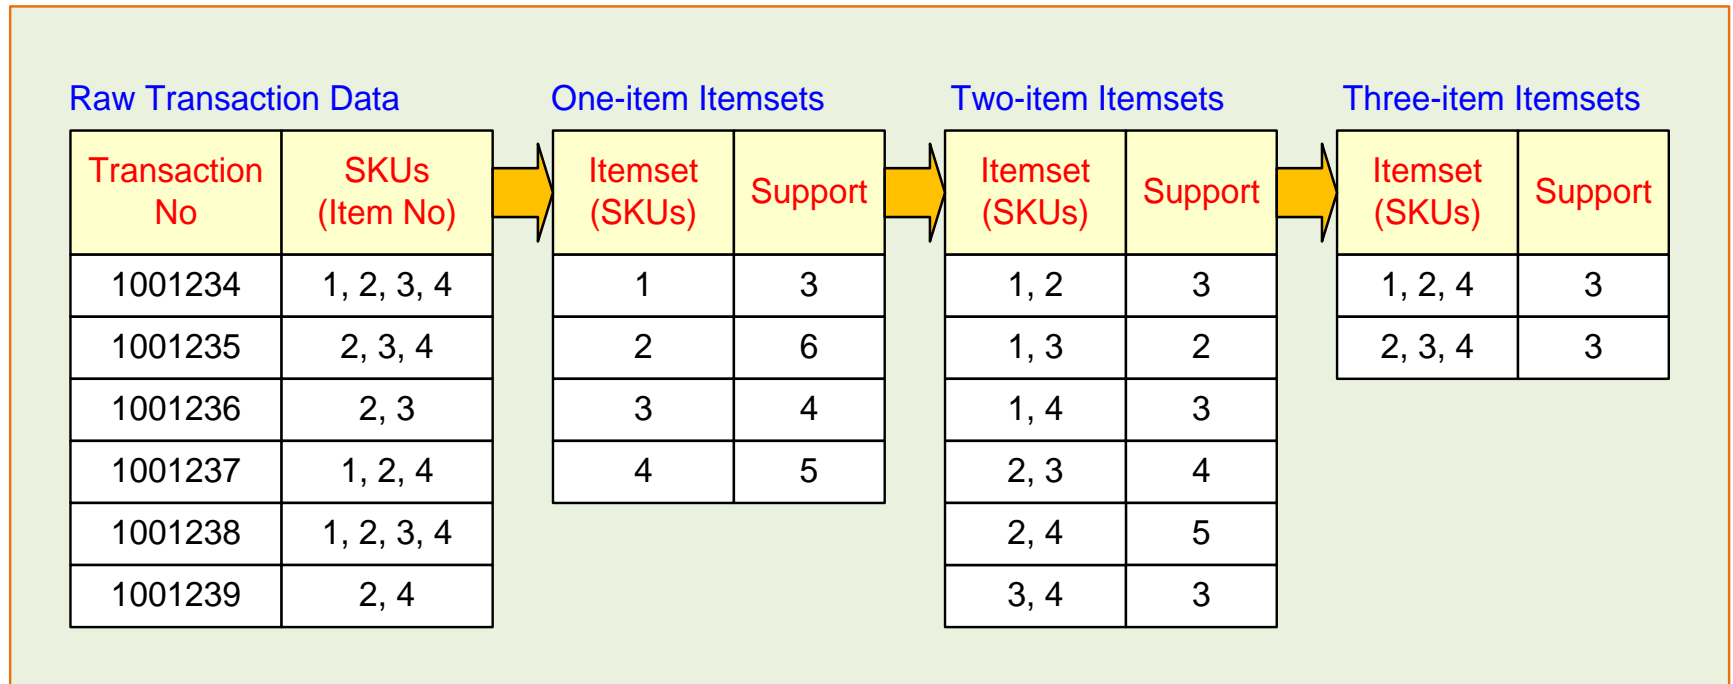 Raw Transaction Data
Transaction No SKUs (Item No)
1001234 1, 2, 3, 4
1001235 2, 3, 4
1001236 2, 3
1001237 1, 2, 4
1001238 1, 2, 3, 4
1001239 2, 4
One-item Itemsets
Itemset (SKUs) Support
1 3
2 6
3 4
4 5
Two-item Itemsets
Itemset (SKUs) Support
1, 2 3
1, 3 2
1, 4 3
2, 3 4
2, 4 5
3, 4 3
Three-item Itemsets
Itemset (SKUs) Support
1, 2, 4 3
2, 3, 4 3